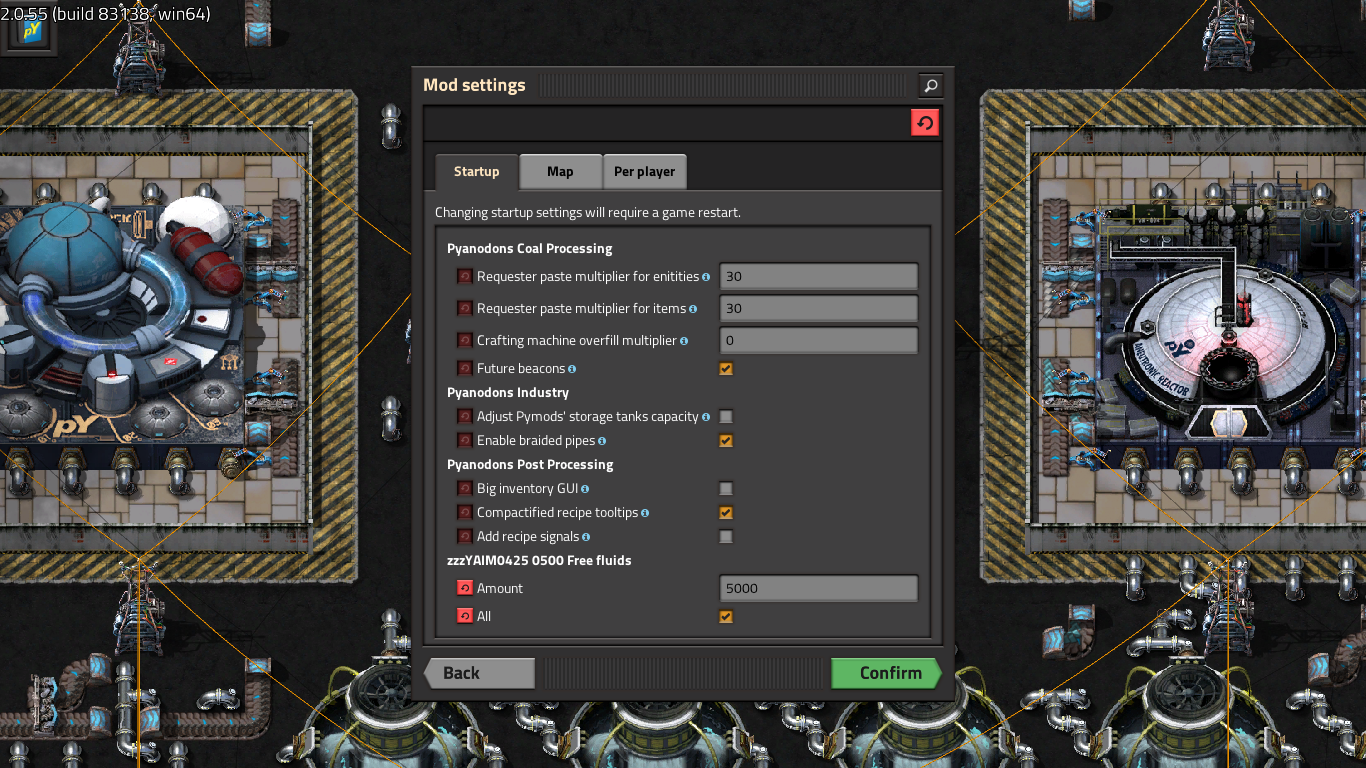 2.0.55 (build 83138, win64)
pY
Mod settings
Startup
Map
Per player
Changing startup settings will require a game restart.
Pyanodons Coal Processing
Requester paste multiplier for enitities
30
Requester paste multiplier for items
30
Crafting machine overfill multiplier
0
Future beacons
Pyanodons Industry
Adjust Pymods' storage tanks capacity
Enable braided pipes
Pyanodons Post Processing
Big inventory GUI
Compactified recipe tooltips
Add recipe signals
zzzYAIM0425 0500 Free fluids
Amount
5000
All
Back
Confirm
pY
pY
REACTOR